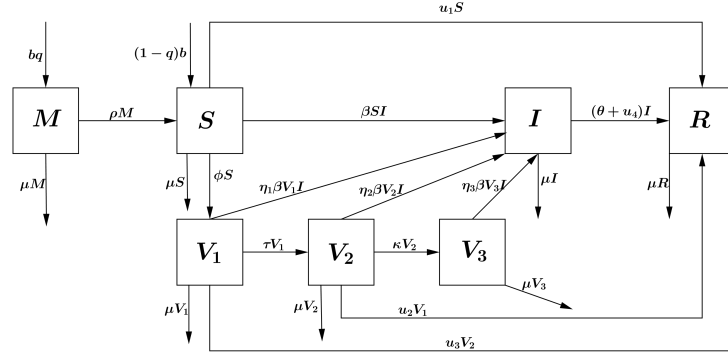 u₁S
bq
(1 − q)b
M
ρM
S
βSI
I
(θ + u₄)I
R
μM
μS
ϕS
η₁βV₁I
η₂βV₂I
η₃βV₃I
μI
μR
V₁
τV₁
V₂
κV₂
V₃
μV₁
μV₂
μV₃
u₂V₁
u₃V₂